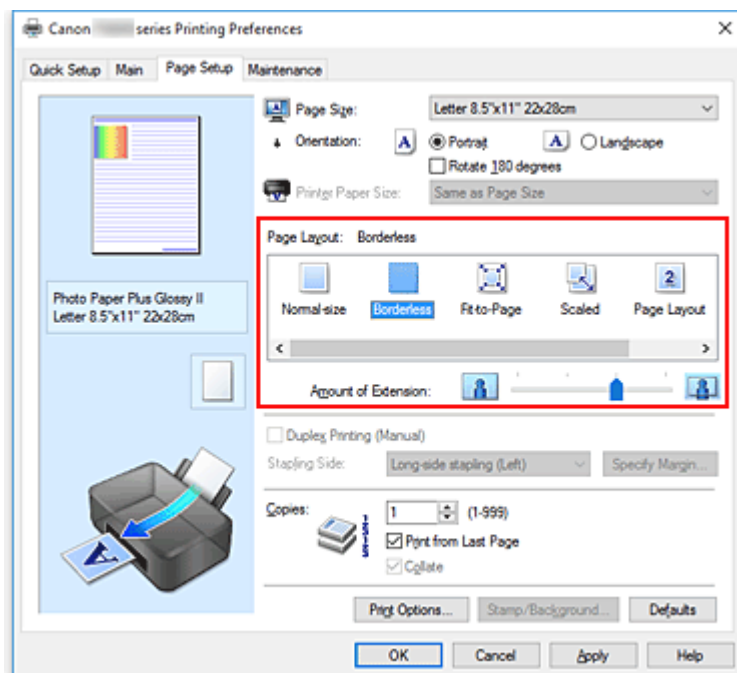 Canon series Printing Preferences
Quick Setup Main Page Setup Maintenance
Page Size: Letter 8.5"x11" 22x28cm
Orientation: A Portrait A Landscape
Rotate 180 degrees
Printer Paper Size: Same as Page Size
Page Layout: Borderless
2
Normal-size Borderless Fit-to-Page Scaled Page Layout
Photo Paper Plus Glossy II
Letter 8.5"x11" 22x28cm
Amount of Extension:
Duplex Printing (Manual)
Stapling Side: Long-side stapling (Left) Specify Margin...
Copies: 1 (1-999)
Print from Last Page
Collate
A
Print Options... Stamp/Background... Defaults
OK Cancel Apply Help